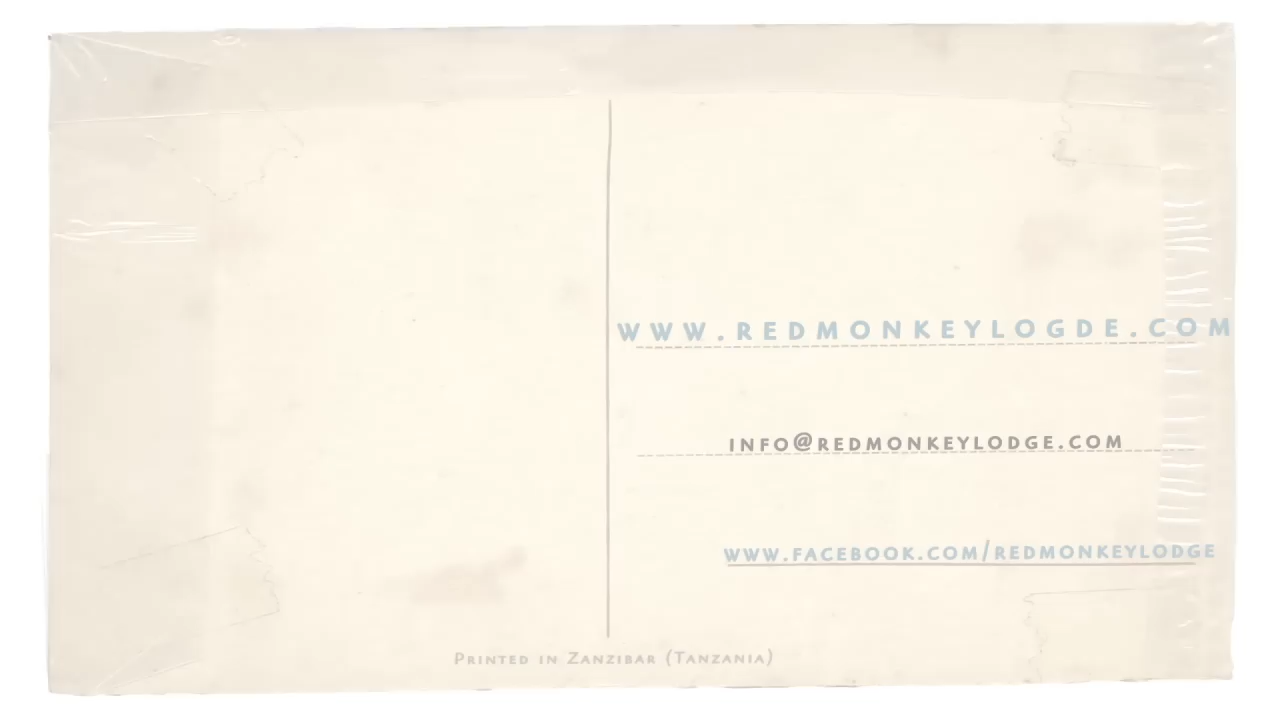 WWW.REDMONKEYLOGDE.COM
INFO@REDMONKEYLODGE.COM
WWW.FACEBOOK.COM/REDMONKEYLODGE
PRINTED IN ZANZIBAR (TANZANIA)